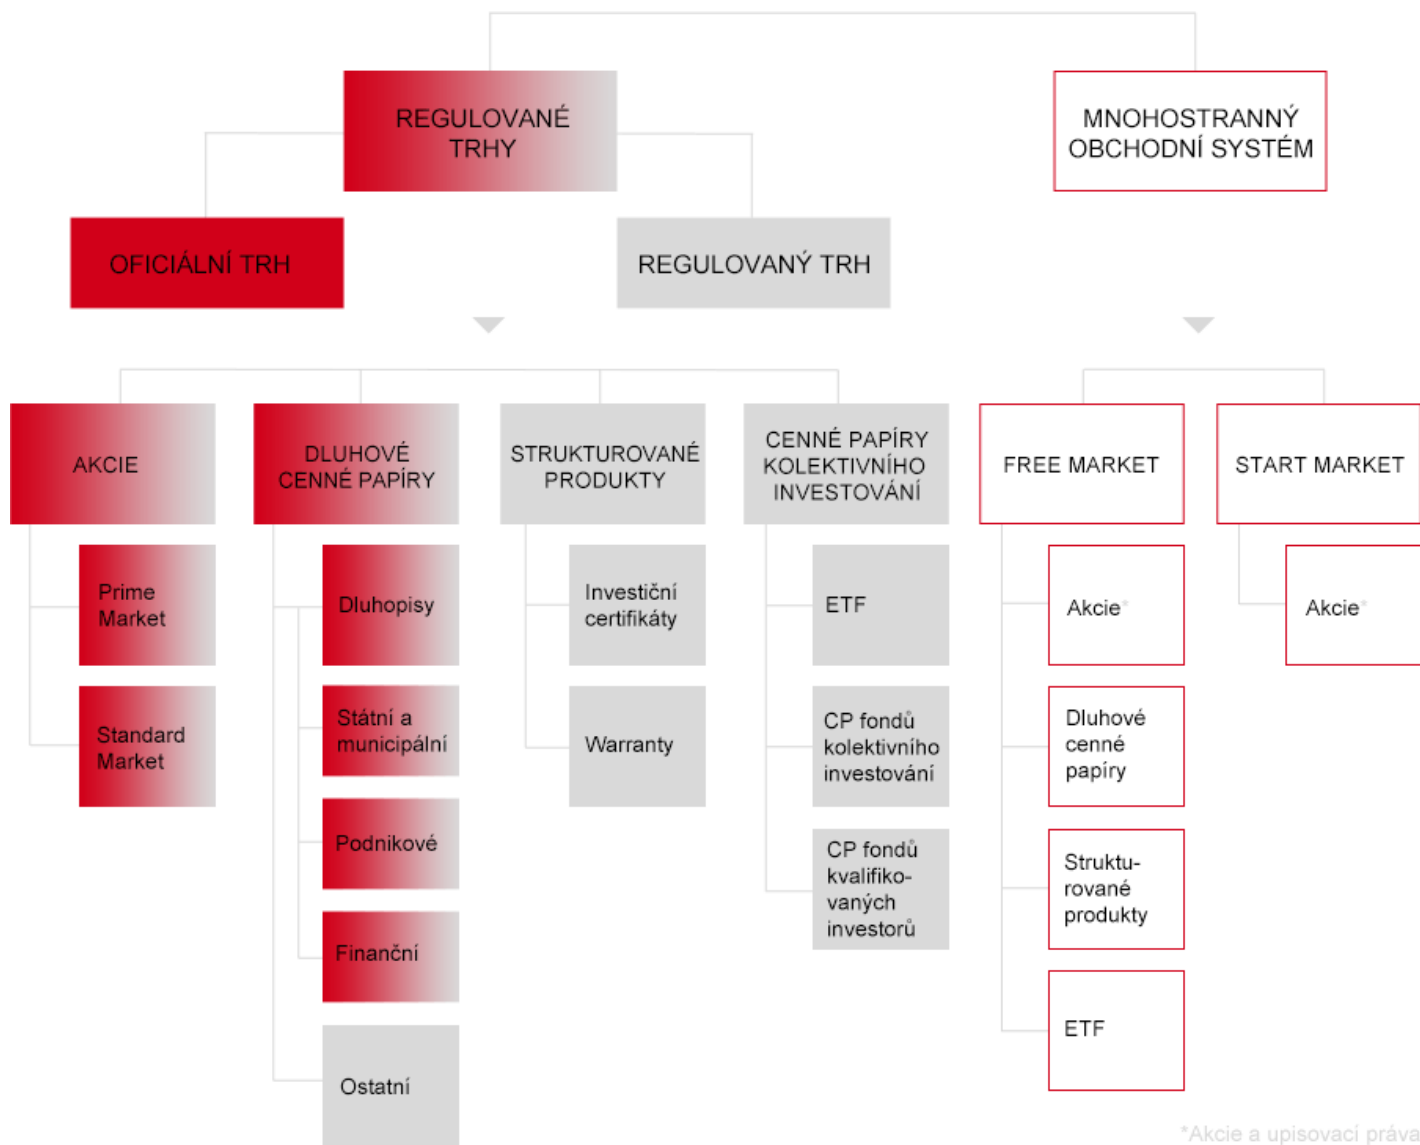 REGULOVANÉ
TRHY
MNOHOSTRANNÝ
OBCHODNÍ SYSTÉM
OFICIÁLNÍ TRH
REGULOVANÝ TRH
AKCIE
DLUHOVÉ
CENNÉ PAPÍRY
STRUKTUROVANÉ
PRODUKTY
CENNÉ PAPÍRY
KOLEKTIVNÍHO
INVESTOVÁNÍ
FREE MARKET
START MARKET
Prime
Market
Standard
Market
Dluhopisy
Státní a
municipální
Podnikové
Finanční
Ostatní
Investiční
certifikáty
Warranty
ETF
CP fondů
kolektivního
investování
CP fondů
kvalifiko-
vaných
investorů
Akcie*
Dluhové
cenné
papíry
Struktu-
rované
produkty
ETF
Akcie*
*Akcie a upisovací práva